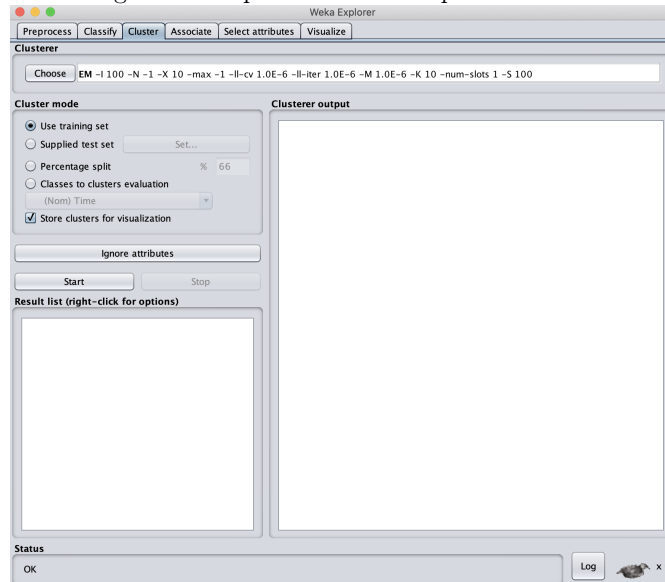 Weka Explorer
Preprocess Classify Cluster Associate Select attributes Visualize
Clusterer
Choose EM -I 100 -N -1 -X 10 -max -1 -ll-cv 1.0E-6 -ll-iter 1.0E-6 -M 1.0E-6 -K 10 -num-slots 1 -S 100
Cluster mode
Use training set
Supplied test set Set...
Percentage split % 66
Classes to clusters evaluation
(Nom) Time
Store clusters for visualization
Ignore attributes
Start Stop
Result list (right-click for options)
Clusterer output
Status
OK
Log x